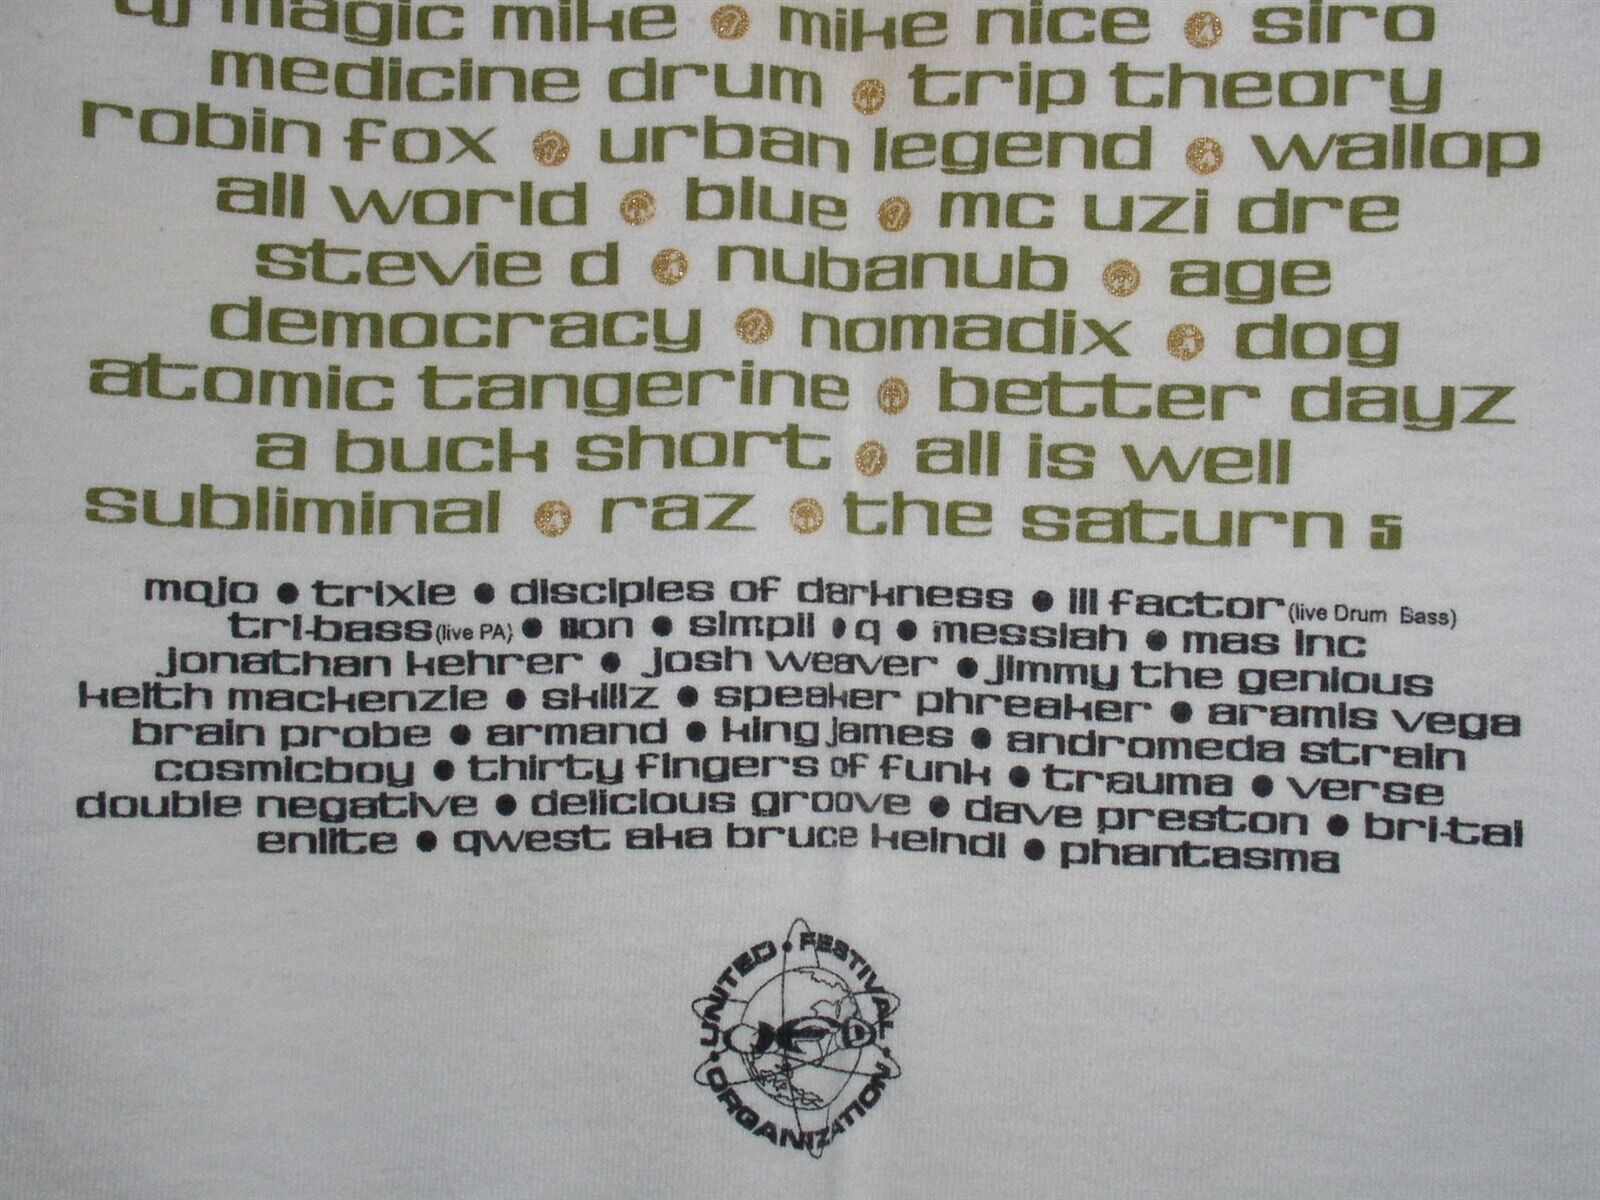 dj magic mike • mike nice • siro
medicine drum • trip theory
robin fox • urban legend • wallop
all world • blue • mc uzi dre
stevie d • nubanub • age
democracy • nomadix • dog
atomic tangerine • better dayz
a buck short • all is well
subliminal • raz • the saturn 5
mojo • trixie • disciples of darkness • ill factor (live Drum Bass)
tri-bass (live PA) • • simpli • q • messiah • mas inc
jonathan kehrer • josh weaver • jimmy the genious
keith mackenzie • skillz • speaker phreaker • aramis vega
brain probe • armand • king james • andromeda strain
cosmicboy • thirty fingers of funk • trauma • verse
double negative • delicious groove • dave preston • bri-tal
enlite • qwest aka bruce keindl • phantasma
UNITED • FESTIVAL • ORGANIZATION •